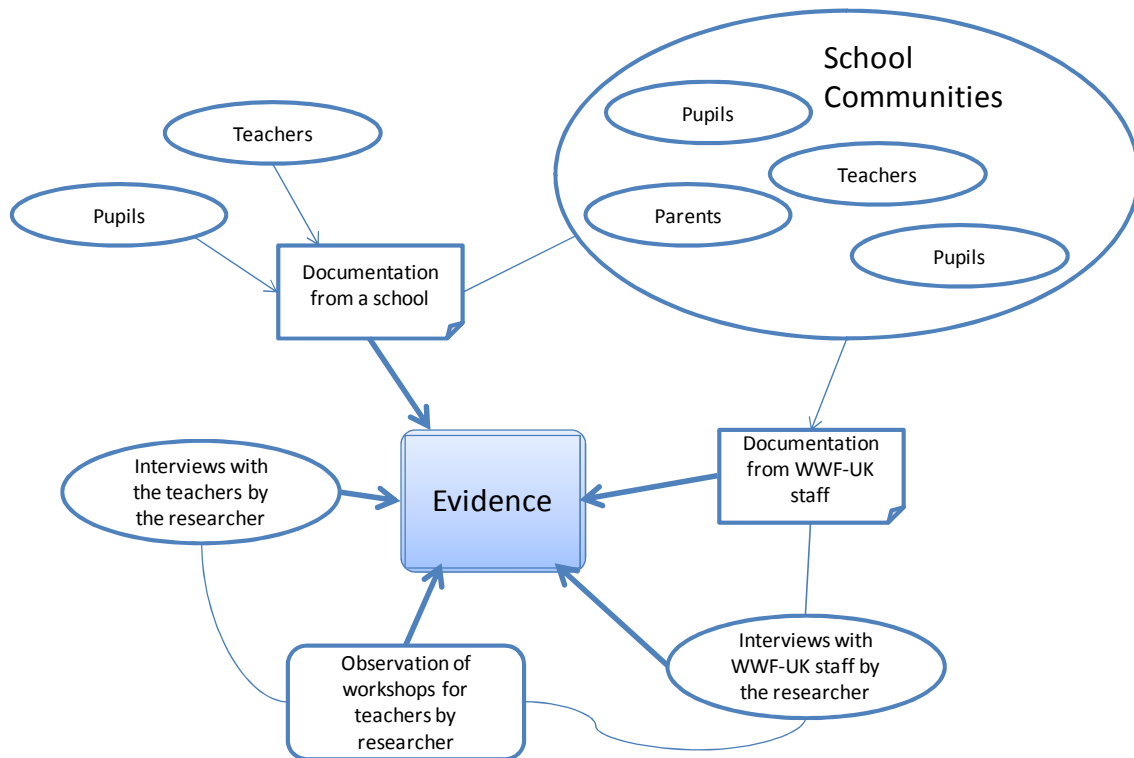 School
Communities
Pupils
Teachers
Teachers
Pupils
Parents
Pupils
Documentation
from a school
Documentation
from WWF-UK
staff
Interviews with
the teachers by
the researcher
Evidence
Observation of
workshops for
teachers by
researcher
Interviews with
WWF-UK staff by
the researcher